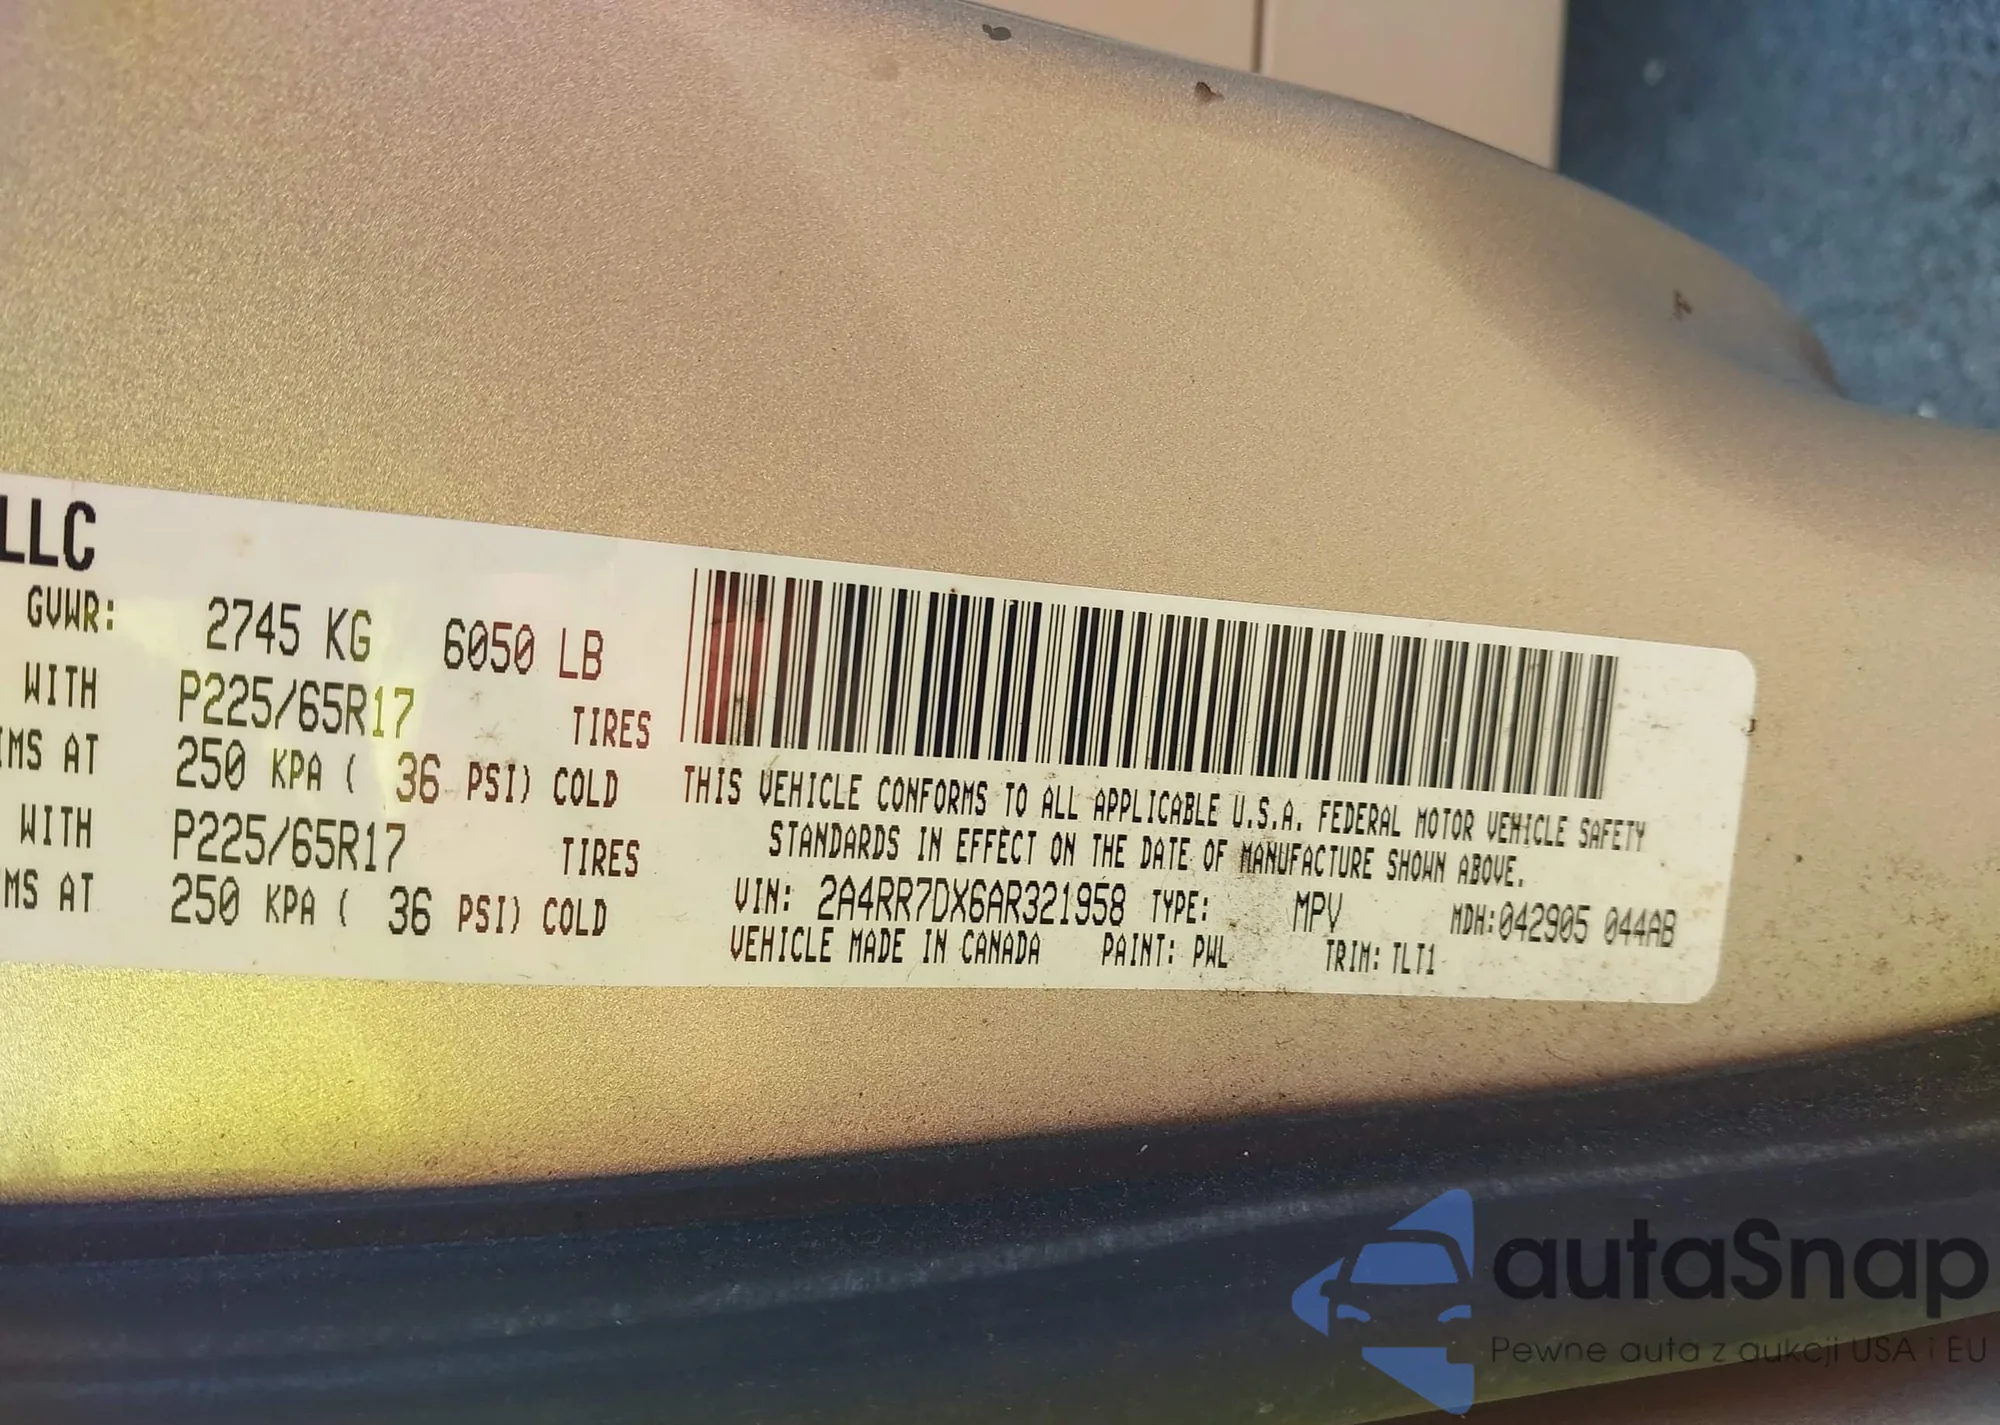 LLC
GVWR: 2745 KG 6050 LB
WITH P225/65R17 TIRES
IMS AT 250 KPA ( 36 PSI) COLD
WITH P225/65R17 TIRES
MS AT 250 KPA ( 36 PSI) COLD
THIS VEHICLE CONFORMS TO ALL APPLICABLE U.S.A. FEDERAL MOTOR VEHICLE SAFETY
STANDARDS IN EFFECT ON THE DATE OF MANUFACTURE SHOWN ABOVE.
VIN: 2A4RR7DX6AR321958 TYPE: MPV MDH:042905 044AB
VEHICLE MADE IN CANADA PAINT: PWL TRIM: TLT1
autaSnap
Pewne auta z aukcji USA i EU